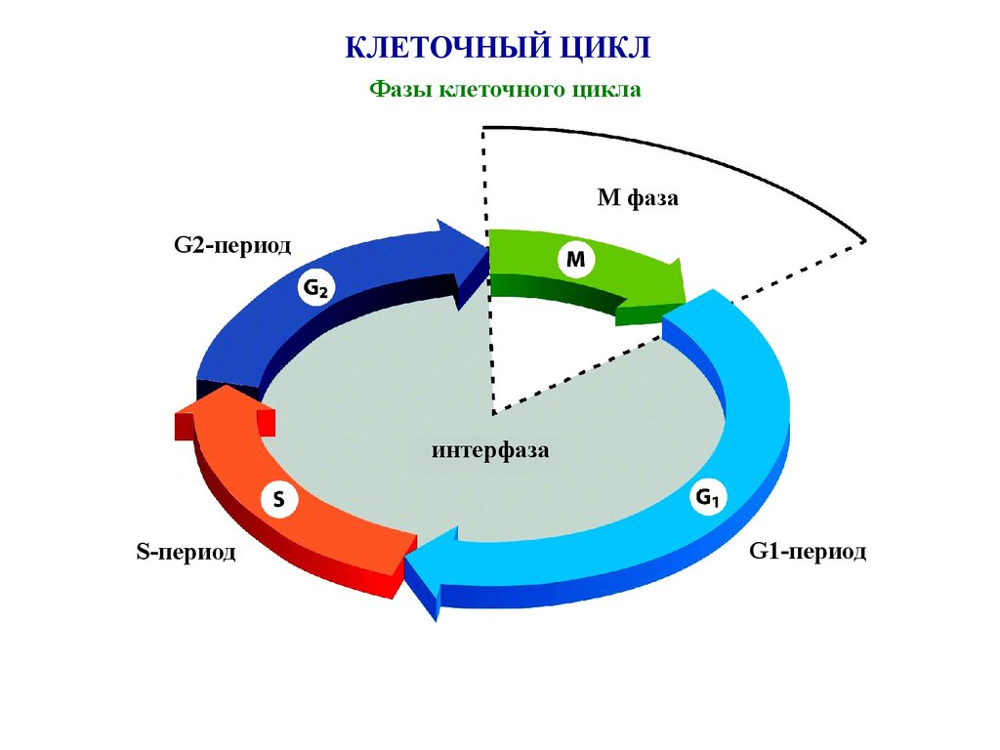 КЛЕТОЧНЫЙ ЦИКЛ
Фазы клеточного цикла
М фаза
G2-период
M
G₂
интерфаза
S
G₁
S-период
G1-период